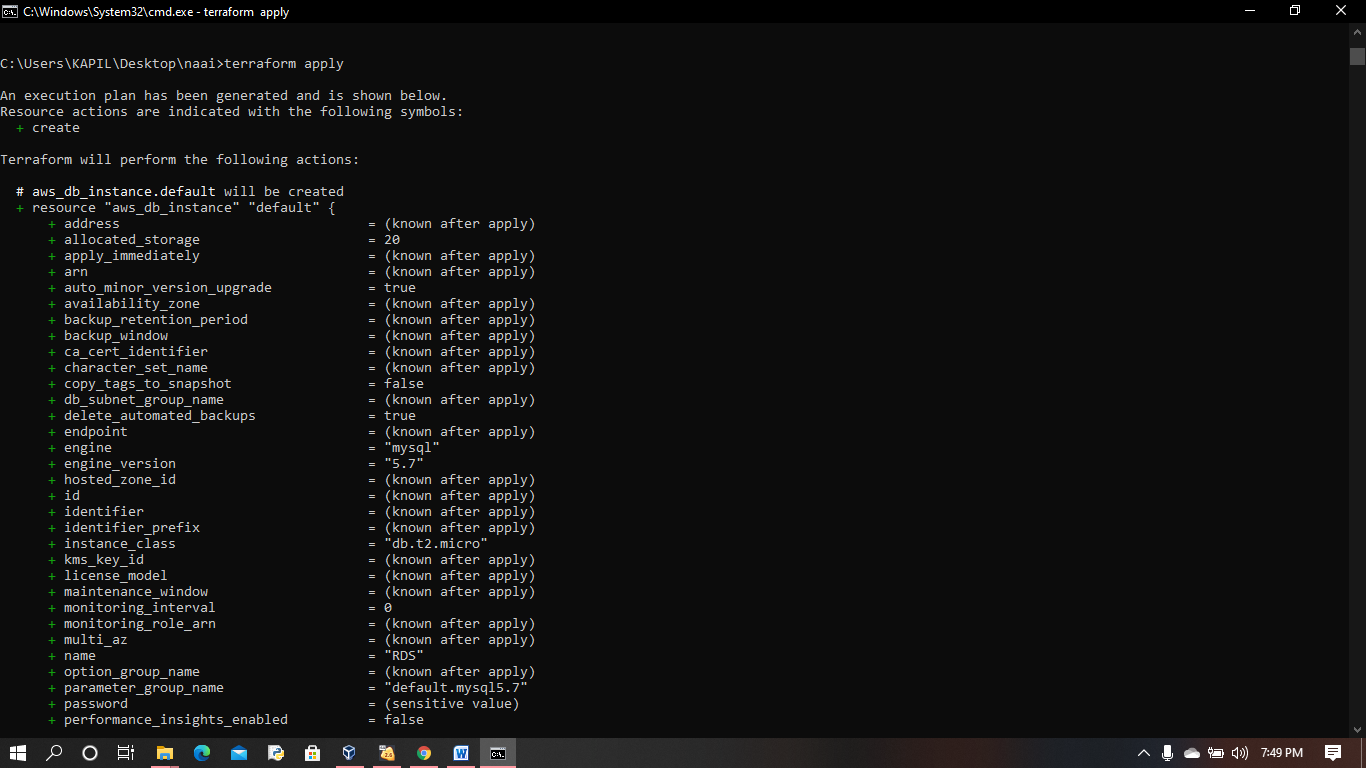 C:\Windows\System32\cmd.exe - terraform  apply
C:\Users\KAPIL\Desktop\naai>terraform apply
An execution plan has been generated and is shown below.
Resource actions are indicated with the following symbols:
  + create
Terraform will perform the following actions:
  # aws_db_instance.default will be created
  + resource "aws_db_instance" "default" {
      + address                               = (known after apply)
      + allocated_storage                     = 20
      + apply_immediately                     = (known after apply)
      + arn                                   = (known after apply)
      + auto_minor_version_upgrade            = true
      + availability_zone                     = (known after apply)
      + backup_retention_period               = (known after apply)
      + backup_window                         = (known after apply)
      + ca_cert_identifier                    = (known after apply)
      + character_set_name                    = (known after apply)
      + copy_tags_to_snapshot                 = false
      + db_subnet_group_name                  = (known after apply)
      + delete_automated_backups              = true
      + endpoint                              = (known after apply)
      + engine                                = "mysql"
      + engine_version                        = "5.7"
      + hosted_zone_id                        = (known after apply)
      + id                                    = (known after apply)
      + identifier                            = (known after apply)
      + identifier_prefix                     = (known after apply)
      + instance_class                        = "db.t2.micro"
      + kms_key_id                            = (known after apply)
      + license_model                         = (known after apply)
      + maintenance_window                    = (known after apply)
      + monitoring_interval                   = 0
      + monitoring_role_arn                   = (known after apply)
      + multi_az                              = (known after apply)
      + name                                  = "RDS"
      + option_group_name                     = (known after apply)
      + parameter_group_name                  = "default.mysql5.7"
      + password                              = (sensitive value)
      + performance_insights_enabled          = false
7:49 PM